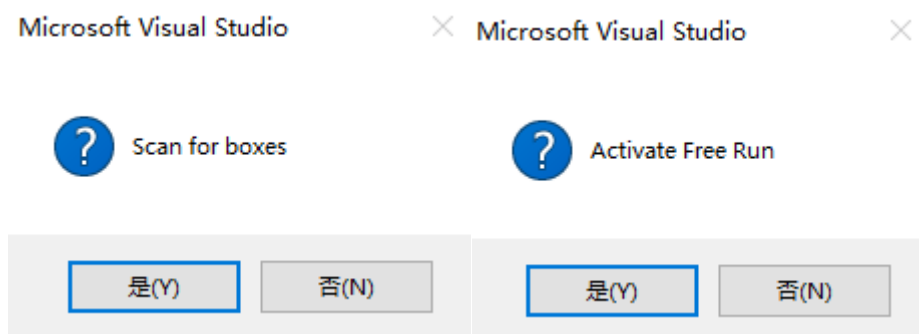 Microsoft Visual Studio
Scan for boxes
是(Y)
否(N)
Microsoft Visual Studio
Activate Free Run
是(Y)
否(N)